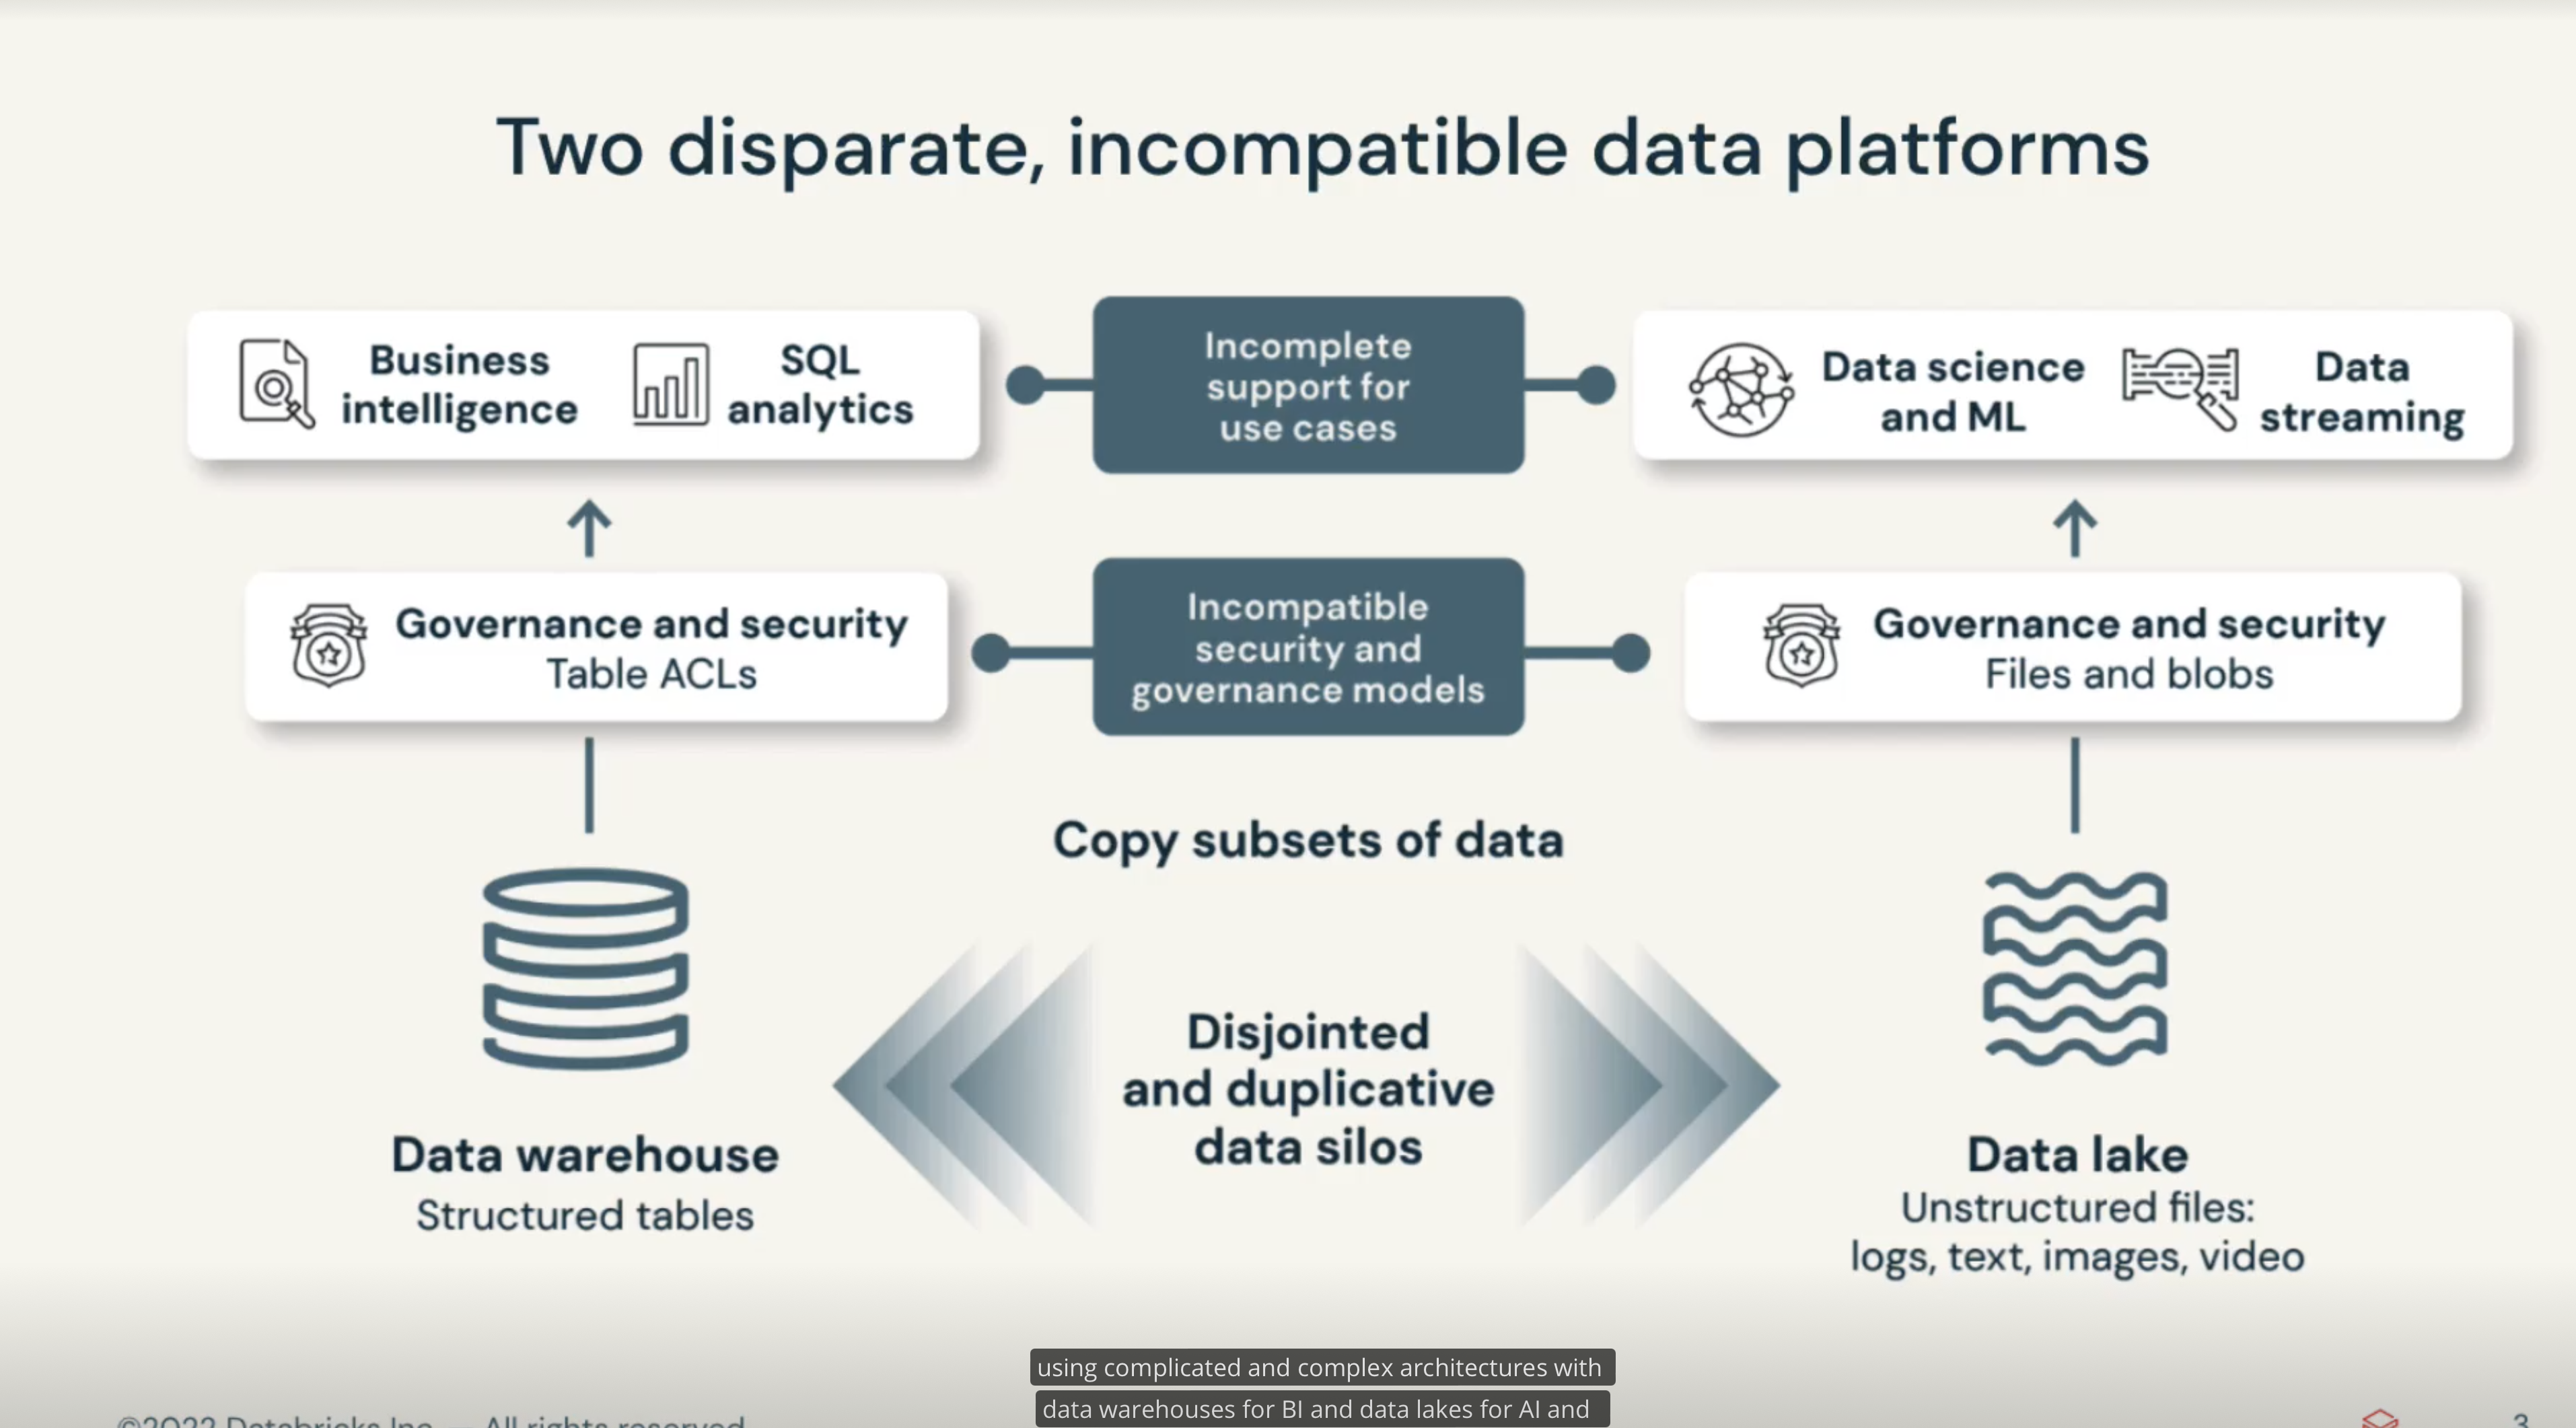 Two disparate, incompatible data platforms
Business
intelligence
SQL
analytics
Incomplete
support for
use cases
Data science
and ML
Data
streaming
Governance and security
Table ACLs
Incompatible
security and
governance models
Governance and security
Files and blobs
Copy subsets of data
Disjointed
and duplicative
data silos
Data warehouse
Structured tables
Data lake
Unstructured files:
logs, text, images, video
using complicated and complex architectures with
data warehouses for BI and data lakes for AI and
©2022 Databricks Inc. — All rights reserved
3